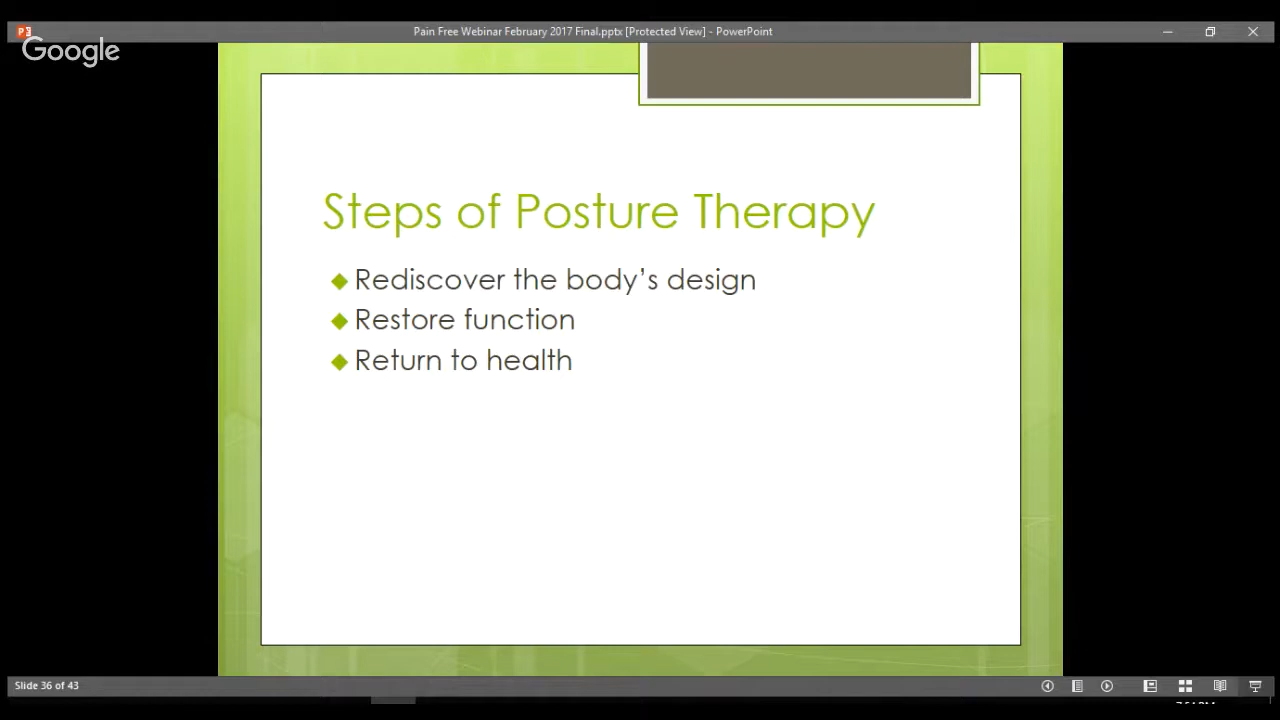 Pain Free Webinar February 2017 Final.pptx [Protected View] - PowerPoint
Google
Steps of Posture Therapy
Rediscover the body's design
Restore function
Return to health
Slide 36 of 43